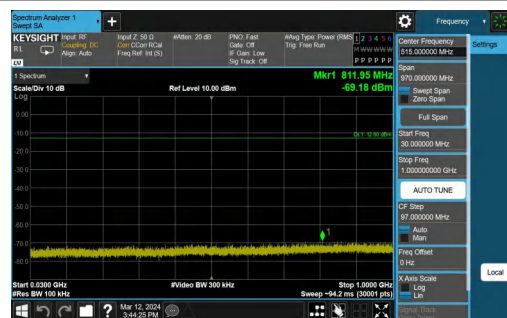 Spectrum Analyzer 1
Swept SA
Frequency
KEYSIGHT
Input: RF
Coupling: DC
Align: Auto
Input Z: 50 Ω
Corr CCorr RCal
Freq Ref: Int (S)
#Atten: 20 dB
PNO: Fast
Gate: Off
IF Gain: Low
Sig Track: Off
#Avg Type: Power (RMS
Trig: Free Run
1 2 3 4 5 6
M W W W W W
P P P P P P
RL
LXI
Center Frequency
515.000000 MHz
Settings
1 Spectrum
Scale/Div 10 dB
Ref Level 10.00 dBm
Mkr1 811.95 MHz
-69.18 dBm
Span
970.000000 MHz
Swept Span
Zero Span
Full Span
Start Freq
30.000000 MHz
Stop Freq
1.000000000 GHz
AUTO TUNE
CF Step
97.000000 MHz
Auto
Man
Freq Offset
0 Hz
X Axis Scale
Log
Lin
Signal Track
Local
Log
0.00
-10.0
-20.0
-30.0
-40.0
-50.0
-60.0
-70.0
-80.0
1
Start 0.0300 GHz
#Res BW 100 kHz
#Video BW 300 kHz
Stop 1.0000 GHz
Sweep ~94.2 ms (30001 pts)
?
Mar 12, 2024
3:44:25 PM